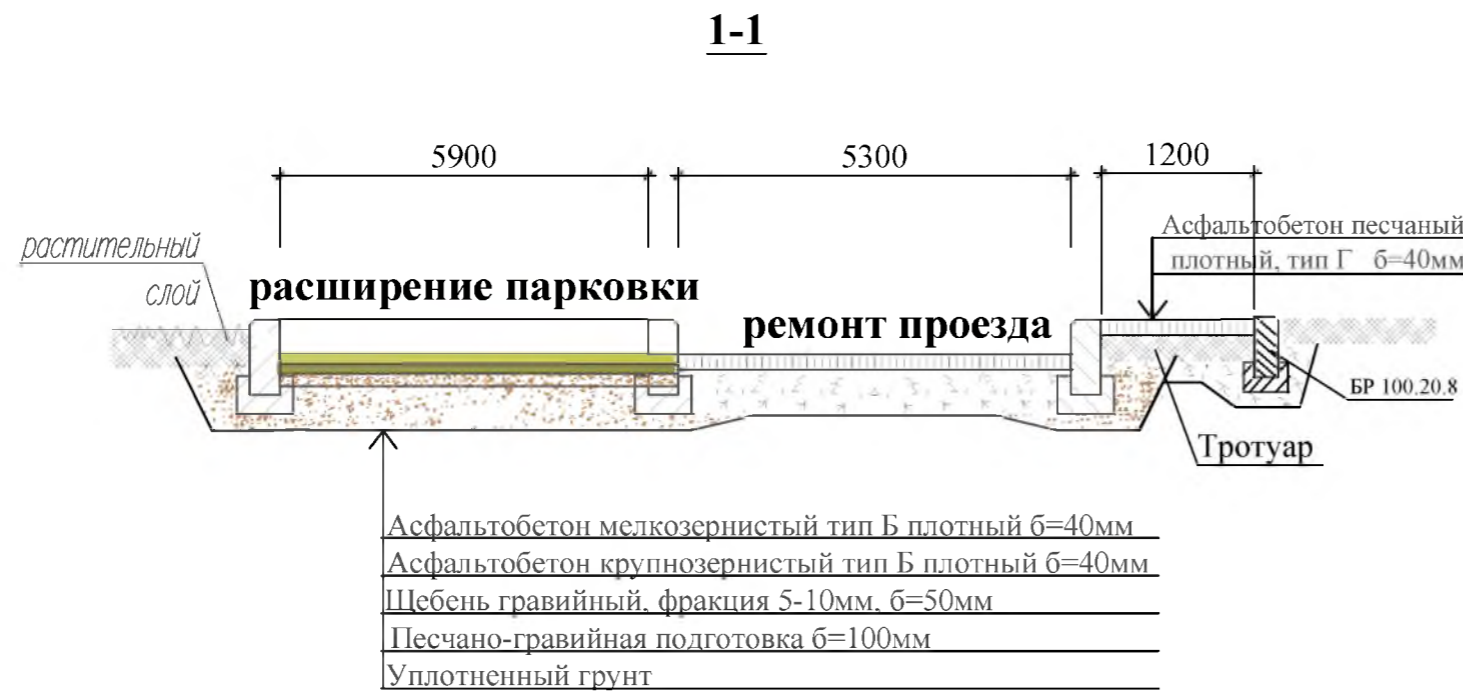 1-1
5900
5300
1200
растительный
слой
Асфальтобетон песчаный
плотный, тип Г б=40мм
расширение парковки
ремонт проезда
БР 100.20.8
Тротуар
Асфальтобетон мелкозернистый тип Б плотный б=40мм
Асфальтобетон крупнозернистый тип Б плотный б=40мм
Щебень гравийный, фракция 5-10мм, б=50мм
Песчано-гравийная подготовка б=100мм
Уплотненный грунт